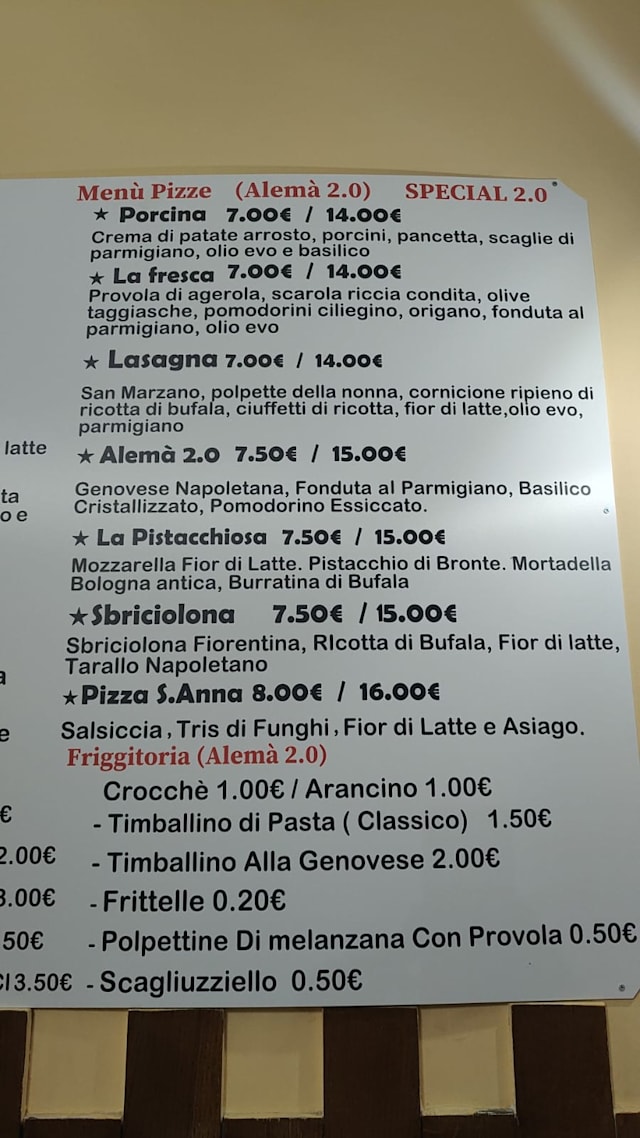 Menù Pizze (Alemà 2.0) SPECIAL 2.0
★ Porcina 7.00€ / 14.00€
Crema di patate arrosto, porcini, pancetta, scaglie di
parmigiano, olio evo e basilico
★ La fresca 7.00€ / 14.00€
Provola di agerola, scarola riccia condita, olive
taggiasche, pomodorini ciliegino, origano, fonduta al
parmigiano, olio evo
★ Lasagna 7.00€ / 14.00€
San Marzano, polpette della nonna, cornicione ripieno di
ricotta di bufala, ciuffetti di ricotta, fior di latte,olio evo,
parmigiano
latte
★ Alemà 2.0 7.50€ / 15.00€
ta
o e
Genovese Napoletana, Fonduta al Parmigiano, Basilico
Cristallizzato, Pomodorino Essiccato.
★ La Pistacchiosa 7.50€ / 15.00€
Mozzarella Fior di Latte. Pistacchio di Bronte. Mortadella
Bologna antica, Burratina di Bufala
★Sbriciolona 7.50€ / 15.00€
Sbriciolona Fiorentina, RIcotta di Bufala, Fior di latte,
Tarallo Napoletano
★Pizza S.Anna 8.00€ / 16.00€
e
Salsiccia, Tris di Funghi, Fior di Latte e Asiago.
Friggitoria (Alemà 2.0)
Crocchè 1.00€ / Arancino 1.00€
€
- Timballino di Pasta ( Classico) 1.50€
2.00€
- Timballino Alla Genovese 2.00€
3.00€
- Frittelle 0.20€
50€
- Polpettine Di melanzana Con Provola 0.50€
3.50€
- Scagliuzziello 0.50€